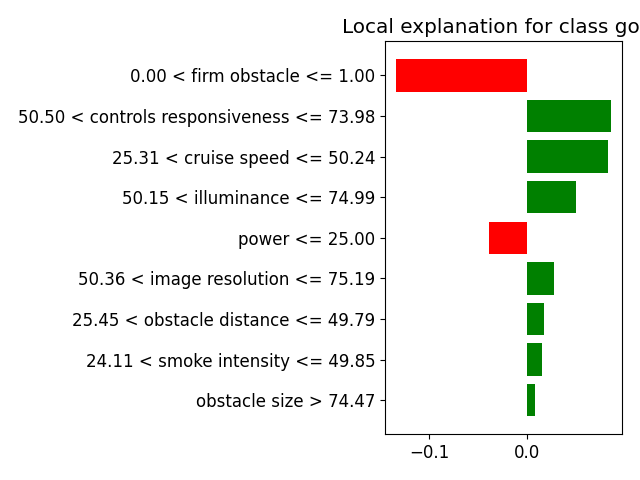 Local explanation for class go
0.00 < firm obstacle <= 1.00
50.50 < controls responsiveness <= 73.98
25.31 < cruise speed <= 50.24
50.15 < illuminance <= 74.99
power <= 25.00
50.36 < image resolution <= 75.19
25.45 < obstacle distance <= 49.79
24.11 < smoke intensity <= 49.85
obstacle size > 74.47
−0.1 0.0